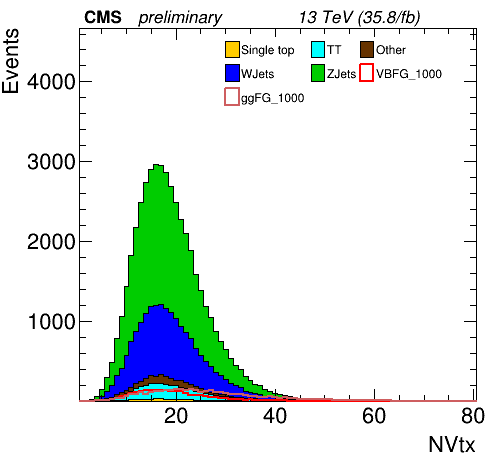 CMS preliminary 13 TeV (35.8/fb)
Events
Single top TT Other
WJets ZJets VBFG_1000
ggFG_1000
4000
3000
2000
1000
20 40 60 80
NVtx